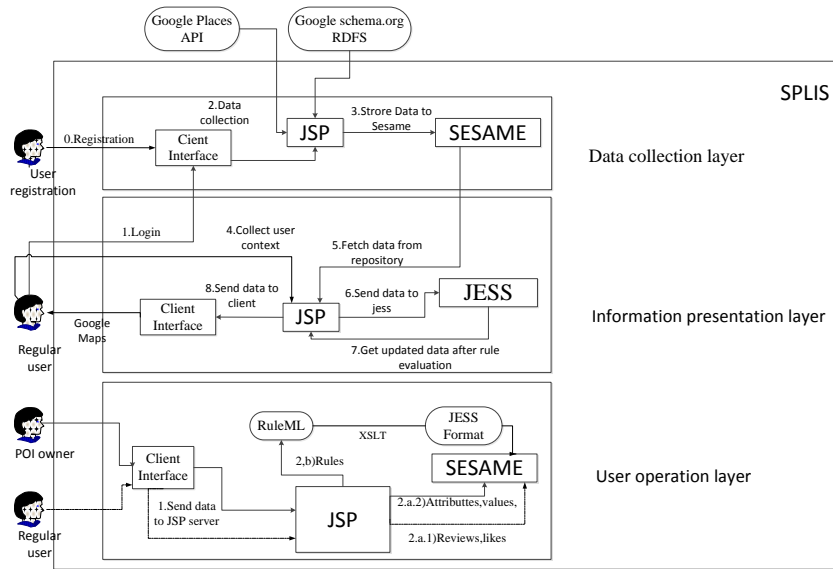 Google Places
API
Google schema.org
RDFS
SPLIS
2.Data
collection
3.Strore Data to
Sesame
0.Registration
Cient
Interface
JSP
SESAME
Data collection layer
User
registration
1.Login
4.Collect user
context
5.Fetch data from
repository
8.Send data to
client
6.Send data to
jess
JESS
Client
Interface
JSP
Google
Maps
Information presentation layer
Regular
user
7.Get updated data after rule
evaluation
RuleML
XSLT
JESS
Format
POI owner
Client
Interface
2,b)Rules
SESAME
User operation layer
1.Send data
to JSP server
JSP
2.a.2)Attributtes,values,
Regular
user
2.a.1)Reviews,likes